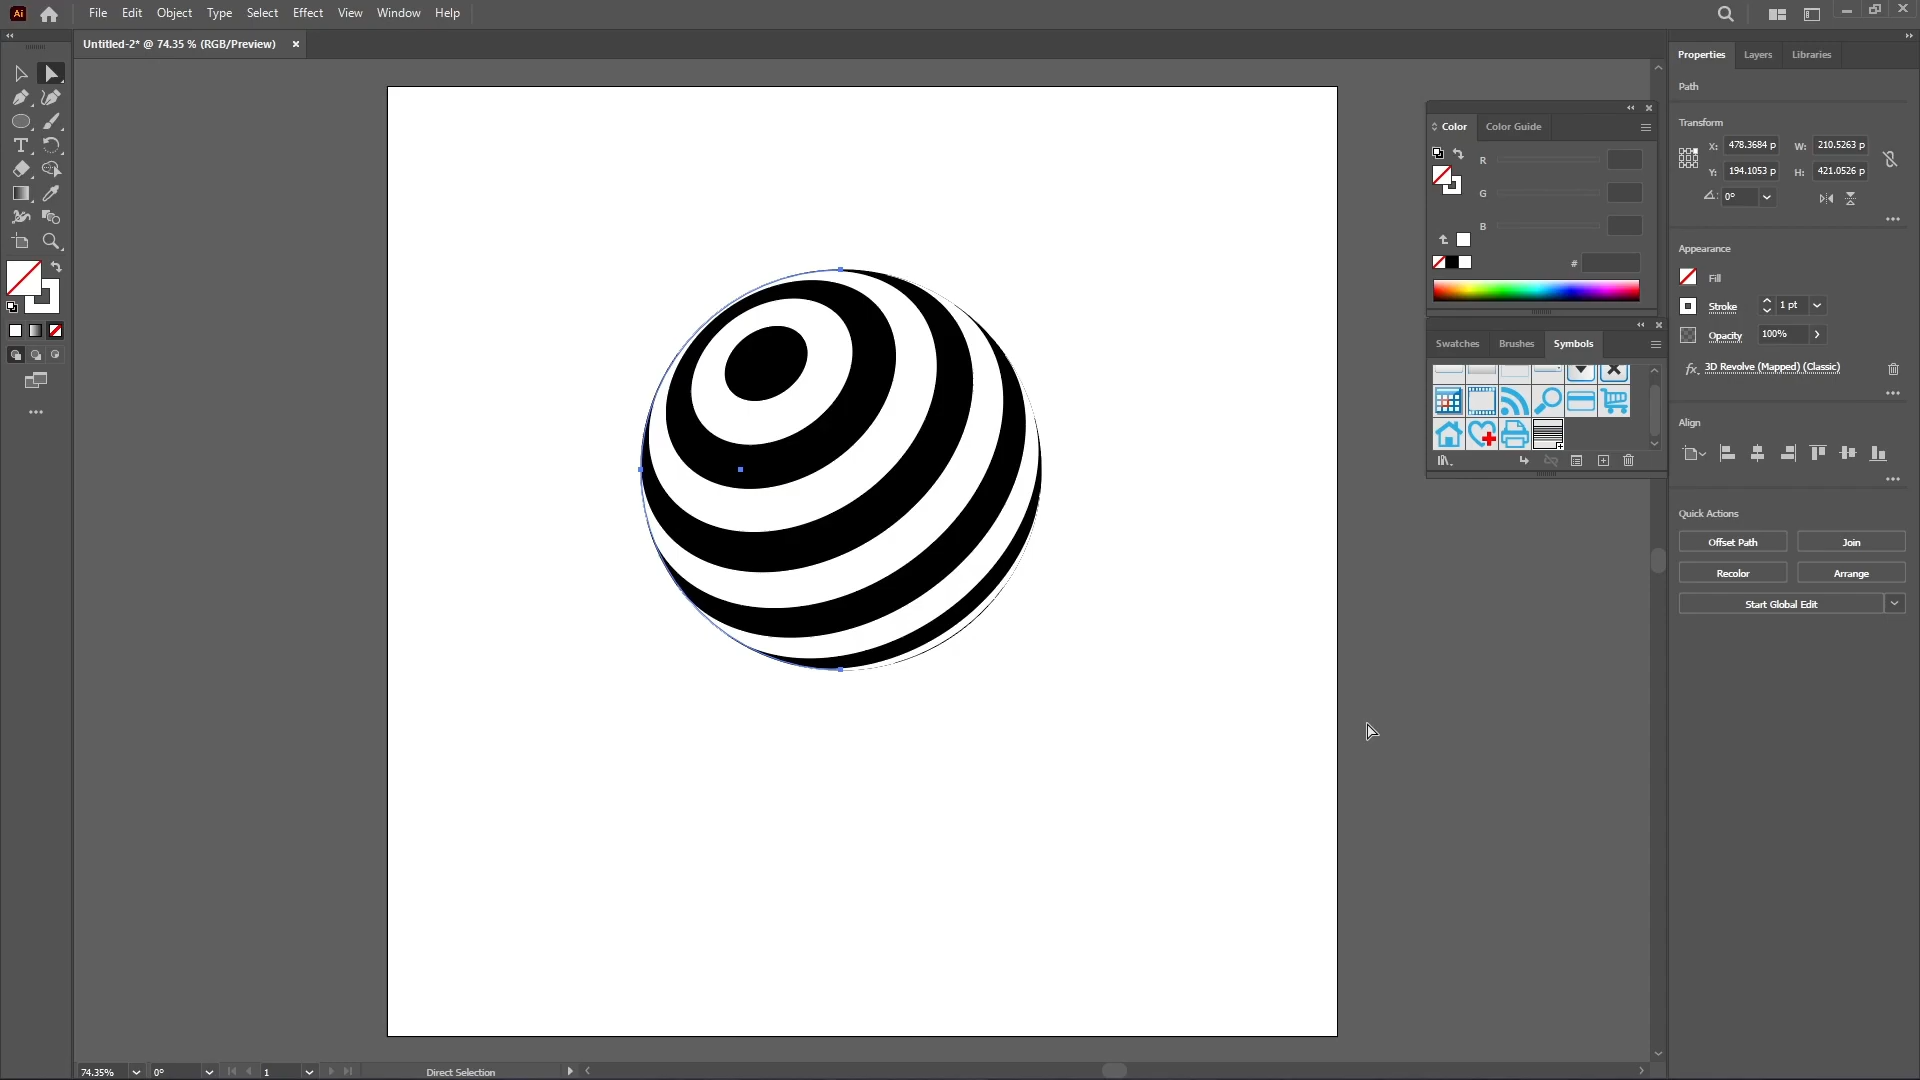 Ai File Edit Object Type Select Effect View Window Help
Untitled-2* @ 74.35 % (RGB/Preview)
Properties Layers Libraries
Path
Transform
X: 478.3684 p W: 210.5263 p
Y: 194.1053 p H: 421.0526 p
0°
Appearance
Fill
Stroke 1 pt
Opacity 100%
fx 3D Revolve (Mapped) (Classic)
Align
Quick Actions
Offset Path Join
Recolor Arrange
Start Global Edit
Color Color Guide
R
G
B
#
Swatches Brushes Symbols
T
74.35% 0° 1 Direct Selection